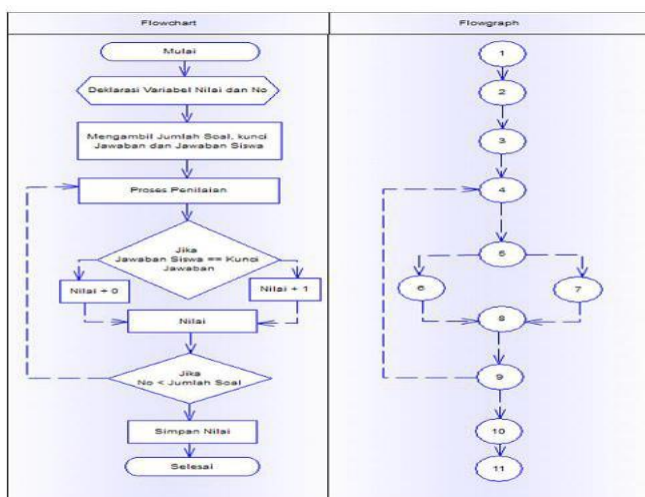 Flowchart
Mulai
Deklarasi Variabel Nilai dan No
Mengambil Jumlah Soal, kunci
Jawaban dan Jawaban Siswa
Proses Penilaian
Jika
Jawaban Siswa == Kunci
Jawaban
Nilai + 0
Nilai + 1
Nilai
Jika
No < Jumlah Soal
Simpan Nilai
Selesai
Flowgraph
1
2
3
4
5
6
7
8
9
10
11